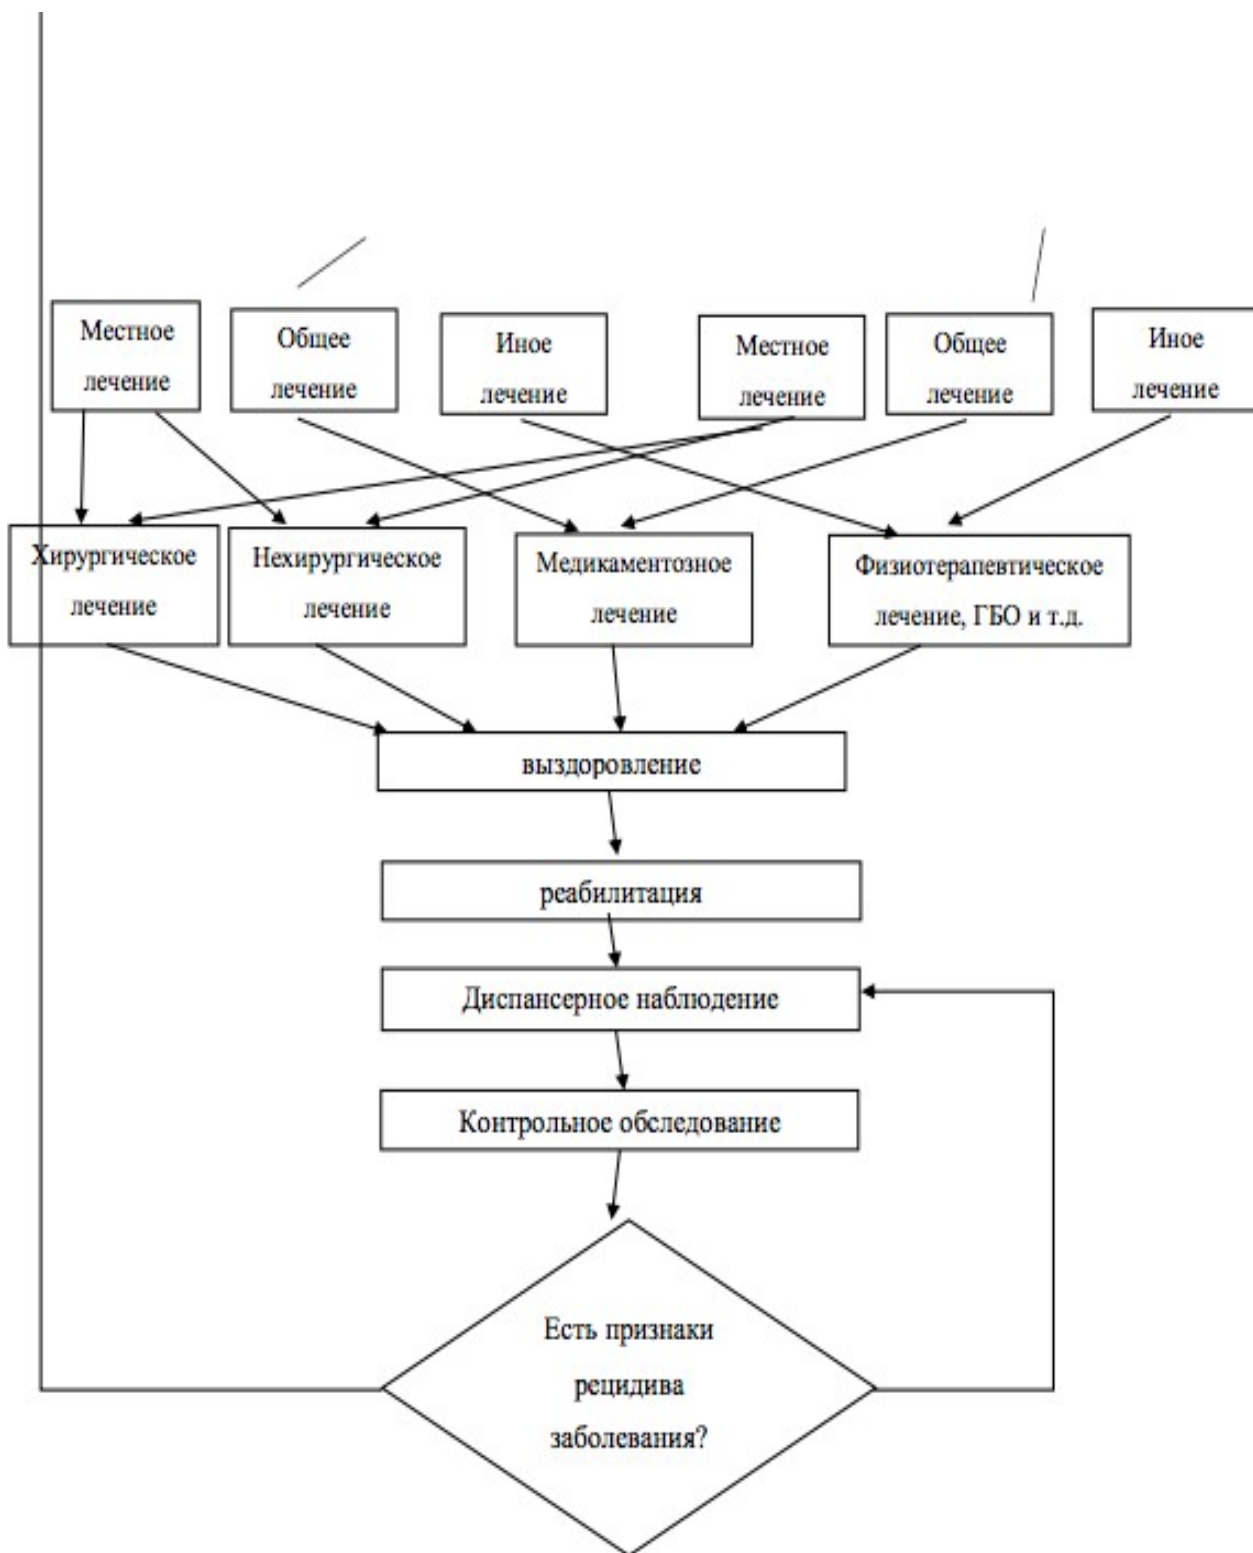 Местное
лечение
Общее
лечение
Иное
лечение
Местное
лечение
Общее
лечение
Иное
лечение
Хирургическое
лечение
Нехирургическое
лечение
Медикаментозное
лечение
Физиотерапевтическое
лечение, ГБО и т.д.
выздоровление
реабилитация
Диспансерное наблюдение
Контрольное обследование
Есть признаки
рецидива
заболевания?